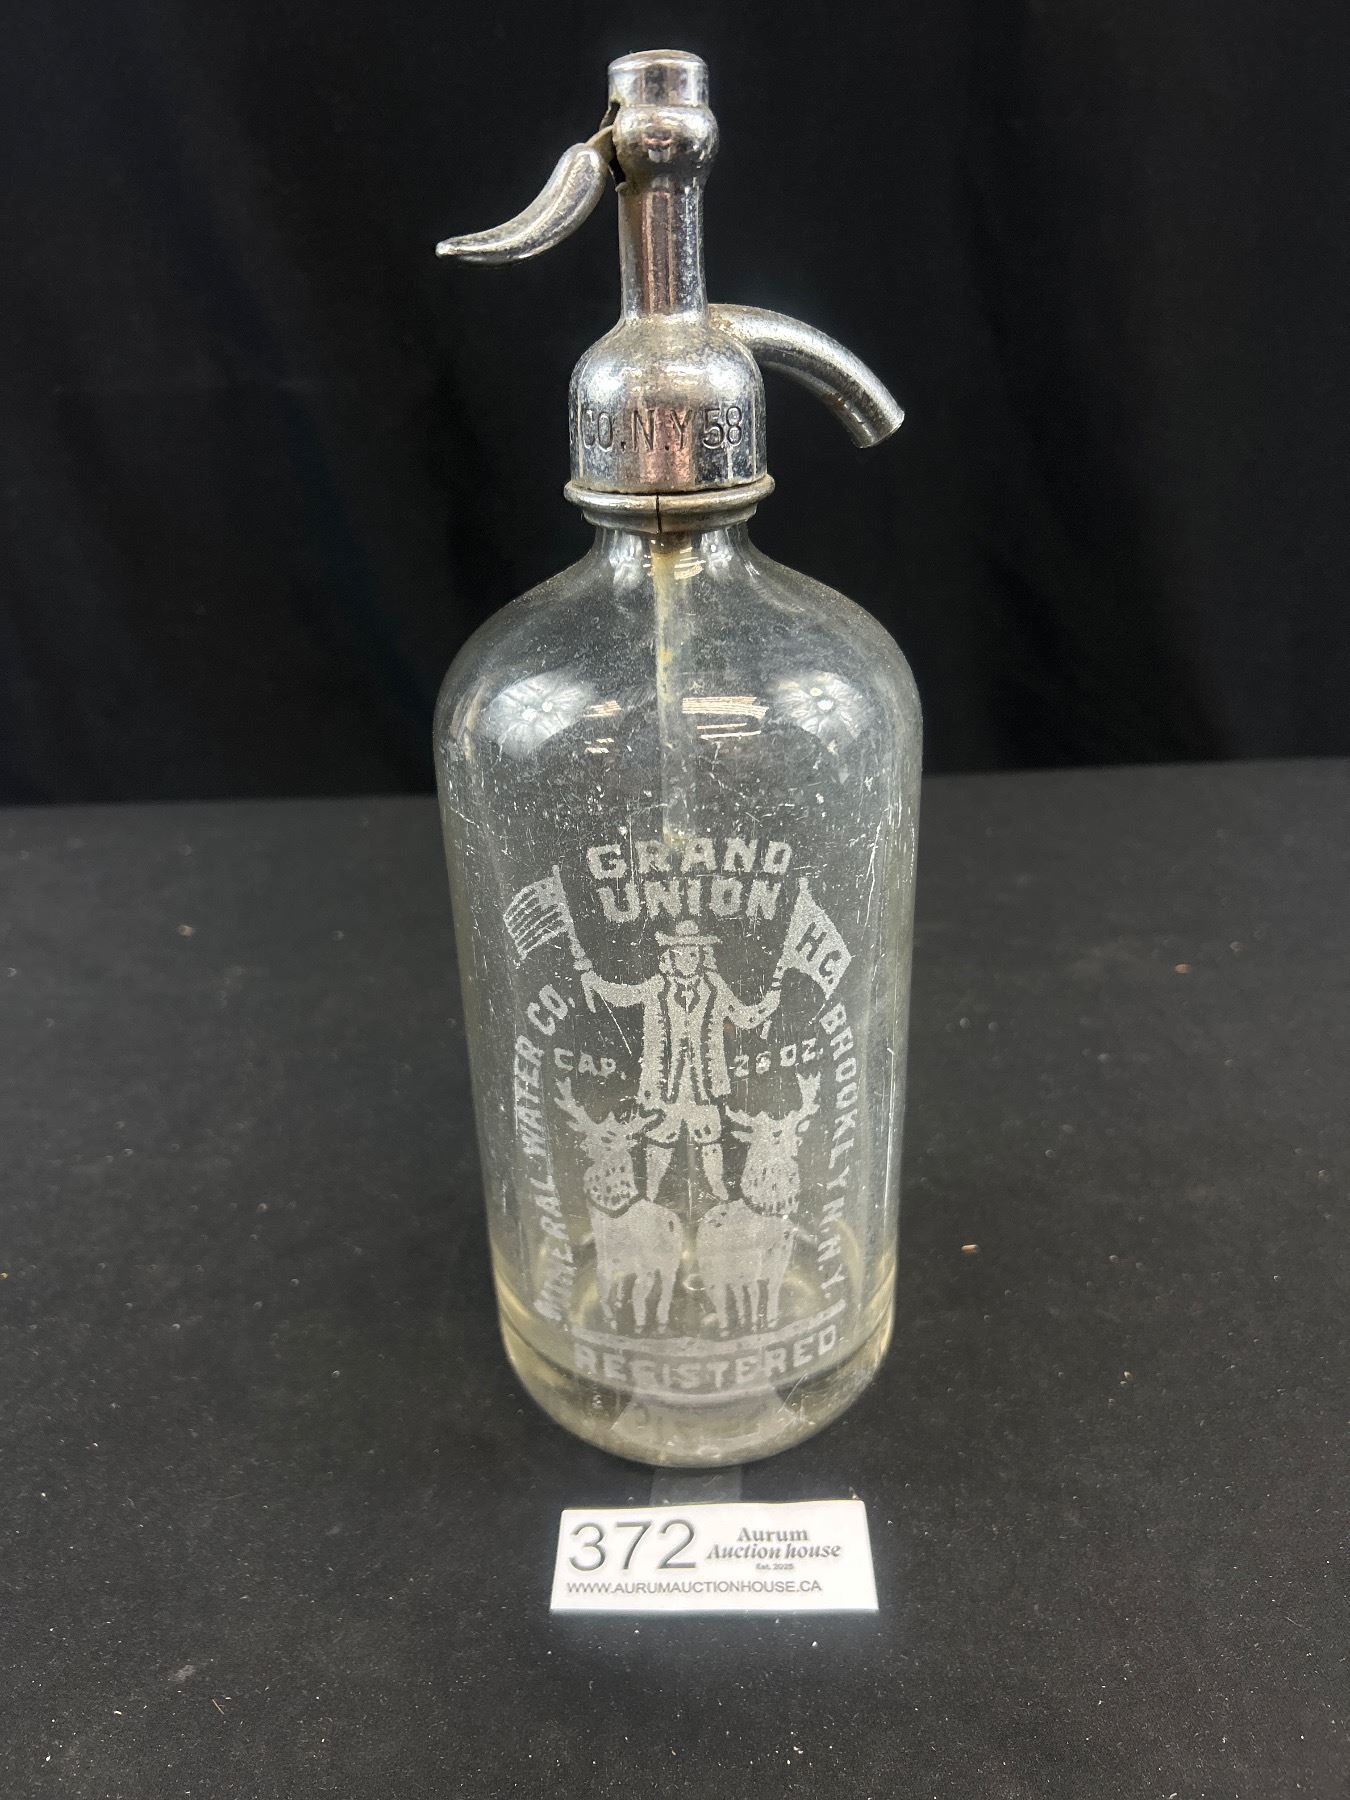 CO. N.Y 58
GRAND
UNION
HG
MINERAL WATER CO.
BROOKLYN N.Y.
CAP. 26 OZ.
REGISTERED
372
Aurum
Auction house
Est. 2025
WWW.AURUMAUCTIONHOUSE.CA